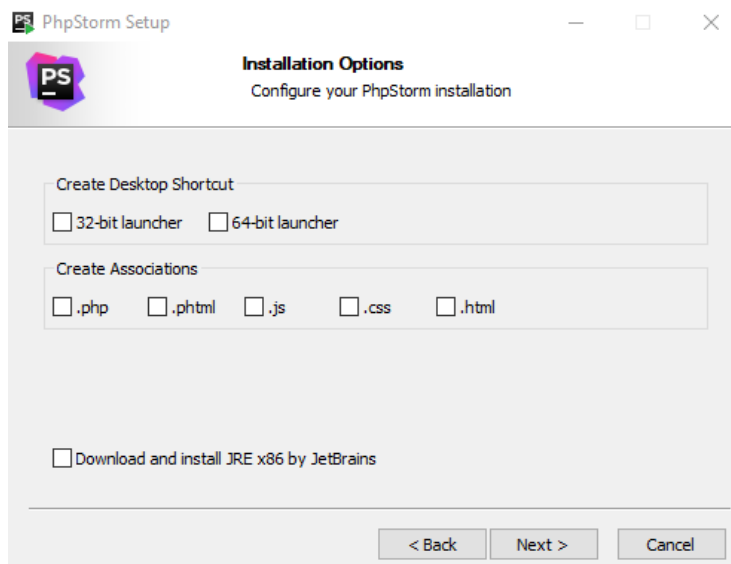 PS PhpStorm Setup
PS
Installation Options
Configure your PhpStorm installation
Create Desktop Shortcut
32-bit launcher 64-bit launcher
Create Associations
.php .phtml .js .css .html
Download and install JRE x86 by JetBrains
< Back Next > Cancel